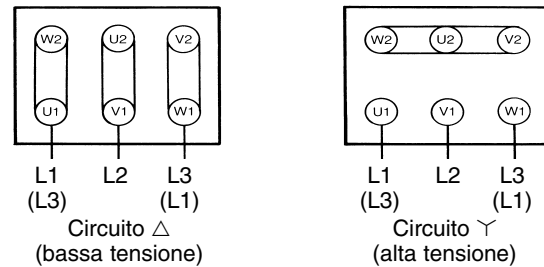 W2 U2 V2
U1 V1 W1
L1 L2 L3
(L3) (L1)
Circuito △
(bassa tensione)
W2 U2 V2
U1 V1 W1
L1 L2 L3
(L3) (L1)
Circuito Y
(alta tensione)